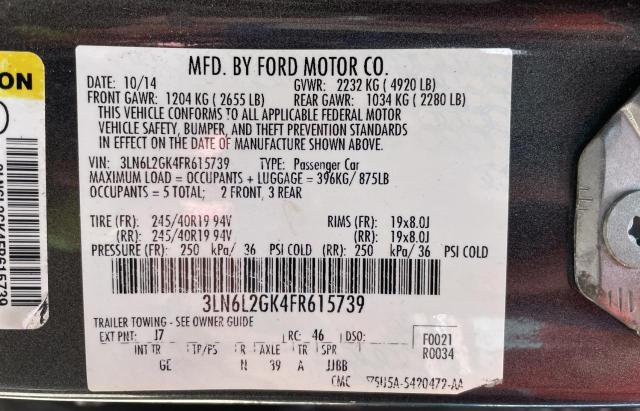 ON
MFD. BY FORD MOTOR CO.
DATE: 10/14 GVWR: 2232 KG ( 4920 LB)
FRONT GAWR: 1204 KG ( 2655 LB) REAR GAWR: 1034 KG ( 2280 LB)
THIS VEHICLE CONFORMS TO ALL APPLICABLE FEDERAL MOTOR
VEHICLE SAFETY, BUMPER, AND THEFT PREVENTION STANDARDS
IN EFFECT ON THE DATE OF MANUFACTURE SHOWN ABOVE.
VIN: 3LN6L2GK4FR615739 TYPE: Passenger Car
MAXIMUM LOAD = OCCUPANTS + LUGGAGE = 396KG/ 875LB
OCCUPANTS = 5 TOTAL; 2 FRONT, 3 REAR
TIRE (FR): 245/40R19 94V RIMS (FR): 19x8.0J
(RR): 245/40R19 94V (RR): 19x8.0J
PRESSURE (FR): 250 kPa/ 36 PSI COLD (RR): 250 kPa/ 36 PSI COLD
3LN6L2GK4FR615739
TRAILER TOWING - SEE OWNER GUIDE
EXT PNT: J7 RC: 46 DSO: F0021
INT TR TP/PS R AXLE TR SPR R0034
GE N 39 A JJBB
CMC 5U5A-5420472-AA
3LN6L2GK4FR615739